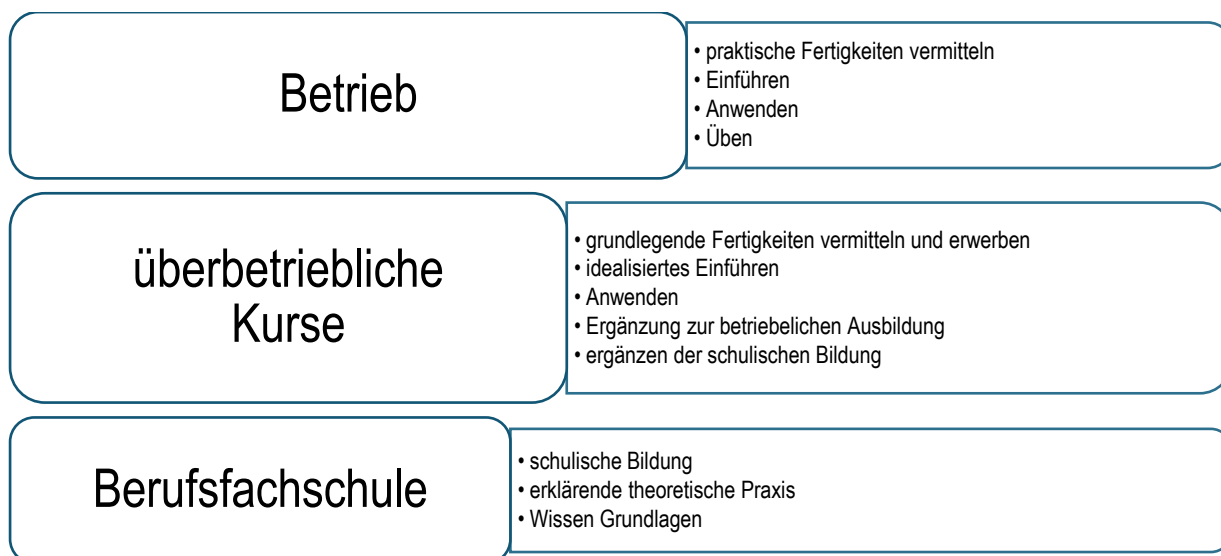 Betrieb
• praktische Fertigkeiten vermitteln
• Einführen
• Anwenden
• Üben
überbetriebliche
Kurse
• grundlegende Fertigkeiten vermitteln und erwerben
• idealisiertes Einführen
• Anwenden
• Ergänzung zur betriebelichen Ausbildung
• ergänzen der schulischen Bildung
Berufsfachschule
• schulische Bildung
• erklärende theoretische Praxis
• Wissen Grundlagen